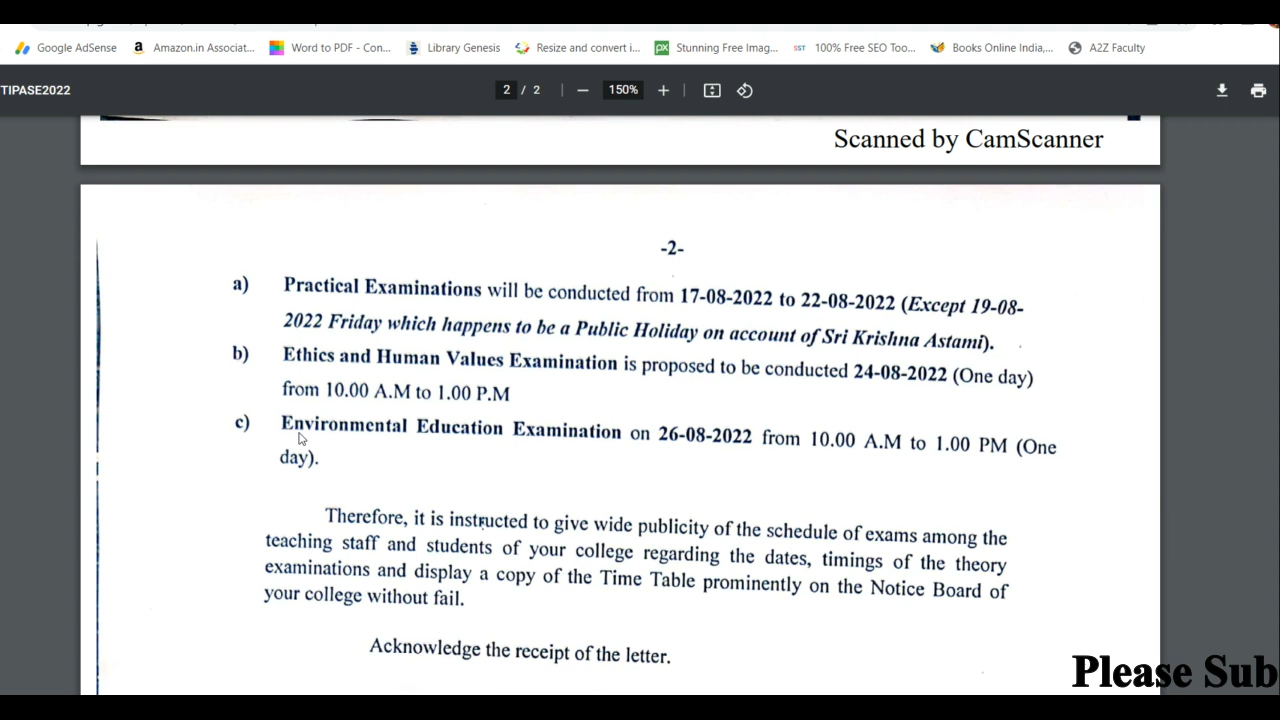 Google AdSense
Amazon.in Associat...
Word to PDF - Con...
Library Genesis
Resize and convert i...
Stunning Free Imag...
SST 100% Free SEO Too...
Books Online India,...
A2Z Faculty
TIPASE2022
2 / 2
150%
Scanned by CamScanner
-2-
a) Practical Examinations will be conducted from 17-08-2022 to 22-08-2022 (Except 19-08-
2022 Friday which happens to be a Public Holiday on account of Sri Krishna Astami).
b) Ethics and Human Values Examination is proposed to be conducted 24-08-2022 (One day)
from 10.00 A.M to 1.00 P.M
c) Environmental Education Examination on 26-08-2022 from 10.00 A.M to 1.00 PM (One
day).
Therefore, it is instructed to give wide publicity of the schedule of exams among the
teaching staff and students of your college regarding the dates, timings of the theory
examinations and display a copy of the Time Table prominently on the Notice Board of
your college without fail.
Acknowledge the receipt of the letter.
Please Sub